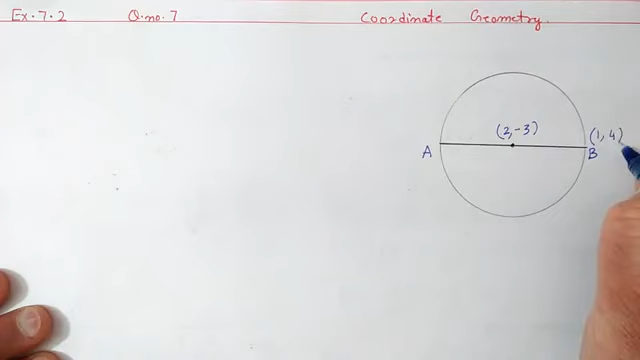 Ex.7.2 Q.no.7 Coordinate Geometry.
(2,-3)
(1, 4)
A B